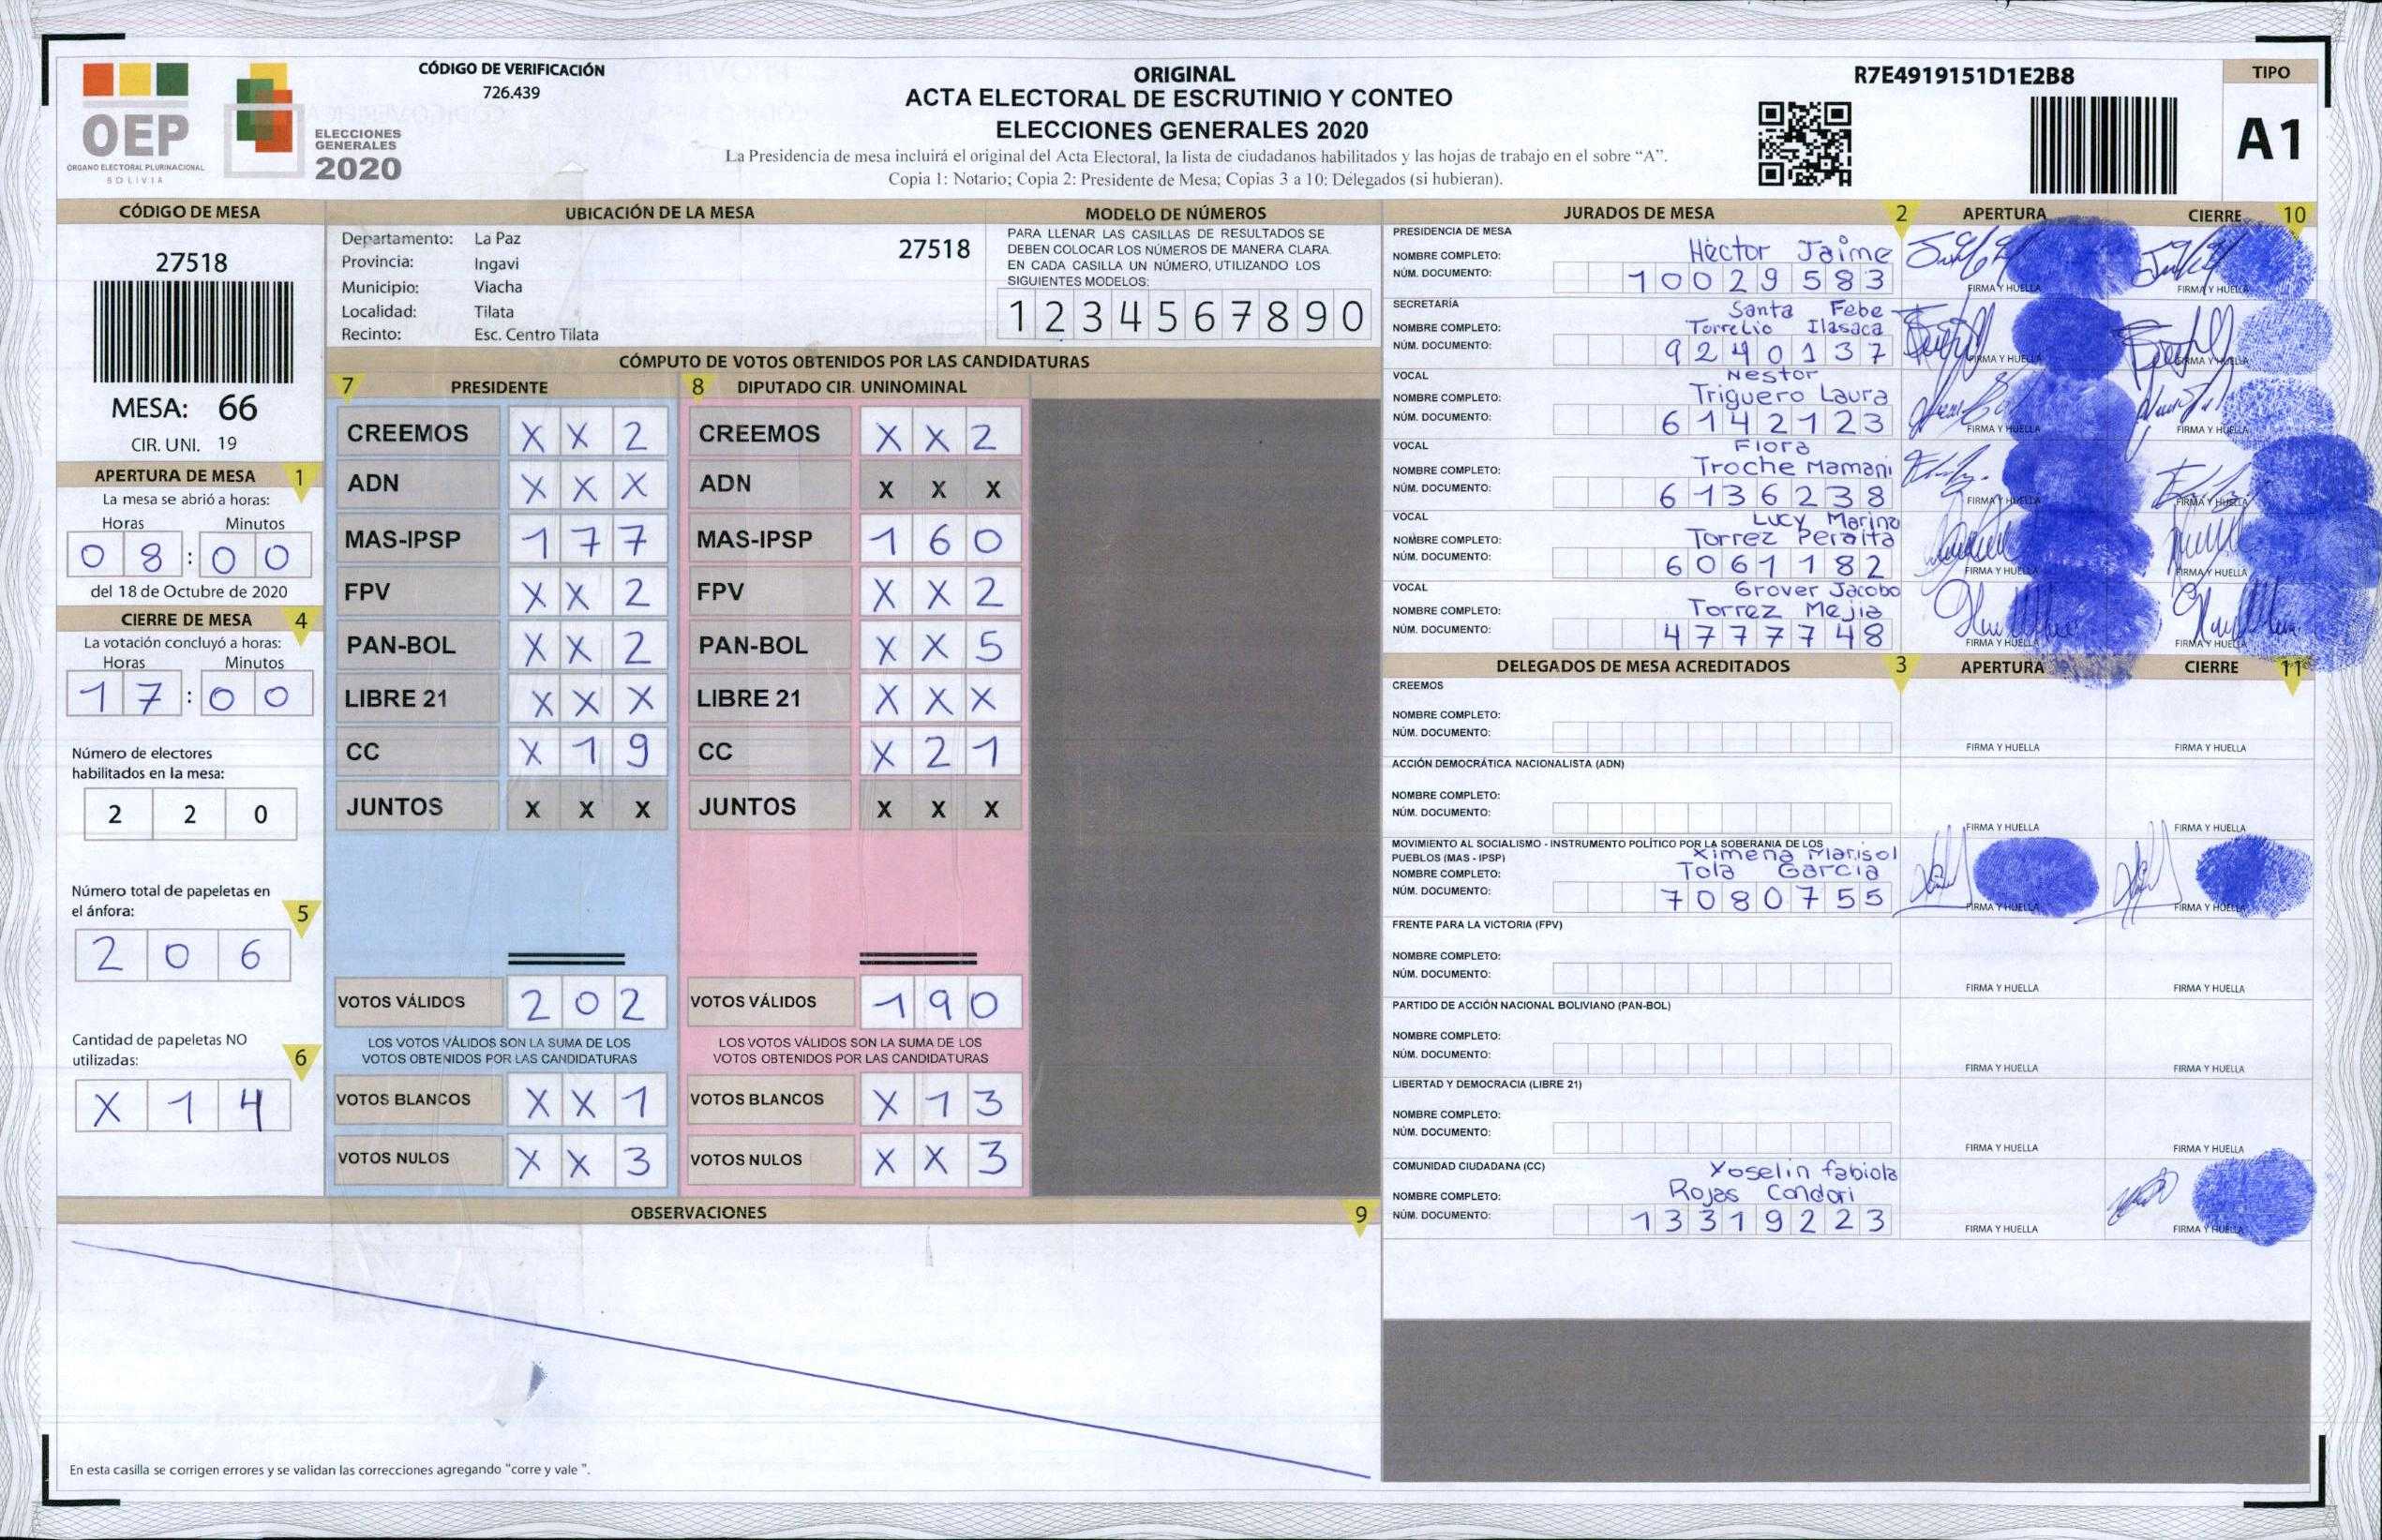 OEP
ÓRGANO ELECTORAL PLURINACIONAL
BOLIVIA
ELECCIONES
GENERALES
2020
CÓDIGO DE VERIFICACIÓN
726.439
ORIGINAL
ACTA ELECTORAL DE ESCRUTINIO Y CONTEO
ELECCIONES GENERALES 2020
La Presidencia de mesa incluirá el original del Acta Electoral, la lista de ciudadanos habilitados y las hojas de trabajo en el sobre “A”.
Copia 1: Notario; Copia 2: Presidente de Mesa; Copias 3 a 10: Delegados (si hubieran).
R7E4919151D1E2B8
TIPO
A1
CÓDIGO DE MESA
27518
MESA: 66
CIR. UNI. 19
APERTURA DE MESA 1
La mesa se abrió a horas:
Horas Minutos
0 8 : 0 0
del 18 de Octubre de 2020
CIERRE DE MESA 4
La votación concluyó a horas:
Horas Minutos
1 7 : 0 0
Número de electores
habilitados en la mesa:
2 2 0
Número total de papeletas en
el ánfora: 5
2 0 6
Cantidad de papeletas NO
utilizadas: 6
X 1 4
UBICACIÓN DE LA MESA
Departamento: La Paz 27518
Provincia: Ingavi
Municipio: Viacha
Localidad: Tilata
Recinto: Esc. Centro Tilata
MODELO DE NÚMEROS
PARA LLENAR LAS CASILLAS DE RESULTADOS SE
DEBEN COLOCAR LOS NÚMEROS DE MANERA CLARA.
EN CADA CASILLA UN NÚMERO, UTILIZANDO LOS
SIGUIENTES MODELOS:
1 2 3 4 5 6 7 8 9 0
CÓMPUTO DE VOTOS OBTENIDOS POR LAS CANDIDATURAS
7 PRESIDENTE 8 DIPUTADO CIR. UNINOMINAL
CREEMOS X X 2 CREEMOS X X 2
ADN X X X ADN X X X
MAS-IPSP 1 7 7 MAS-IPSP 1 6 0
FPV X X 2 FPV X X 2
PAN-BOL X X 2 PAN-BOL X X 5
LIBRE 21 X X X LIBRE 21 X X X
CC X 1 9 CC X 2 1
JUNTOS X X X JUNTOS X X X
VOTOS VÁLIDOS 2 0 2 VOTOS VÁLIDOS 1 9 0
LOS VOTOS VÁLIDOS SON LA SUMA DE LOS LOS VOTOS VÁLIDOS SON LA SUMA DE LOS
VOTOS OBTENIDOS POR LAS CANDIDATURAS VOTOS OBTENIDOS POR LAS CANDIDATURAS
VOTOS BLANCOS X X 1 VOTOS BLANCOS X 1 3
VOTOS NULOS X X 3 VOTOS NULOS X X 3
OBSERVACIONES 9
En esta casilla se corrigen errores y se validan las correcciones agregando "corre y vale ".
JURADOS DE MESA 2 APERTURA CIERRE 10
PRESIDENCIA DE MESA
NOMBRE COMPLETO: Héctor Jaime
NÚM. DOCUMENTO: 10029583 FIRMA Y HUELLA FIRMA Y HUELLA
SECRETARÍA Santa Febe
NOMBRE COMPLETO: Torrelio Ilasaca
NÚM. DOCUMENTO: 9240137 FIRMA Y HUELLA FIRMA Y HUELLA
VOCAL Nestor
NOMBRE COMPLETO: Triguero Laura
NÚM. DOCUMENTO: 6142123 FIRMA Y HUELLA FIRMA Y HUELLA
VOCAL Flora
NOMBRE COMPLETO: Troche Mamani
NÚM. DOCUMENTO: 6136238 FIRMA Y HUELLA FIRMA Y HUELLA
VOCAL Lucy Marina
NOMBRE COMPLETO: Torrez Peralta
NÚM. DOCUMENTO: 6061182 FIRMA Y HUELLA FIRMA Y HUELLA
VOCAL Grover Jacobo
NOMBRE COMPLETO: Torrez Mejia
NÚM. DOCUMENTO: 4777748 FIRMA Y HUELLA FIRMA Y HUELLA
DELEGADOS DE MESA ACREDITADOS 3 APERTURA CIERRE 11
CREEMOS
NOMBRE COMPLETO:
NÚM. DOCUMENTO: FIRMA Y HUELLA FIRMA Y HUELLA
ACCIÓN DEMOCRÁTICA NACIONALISTA (ADN)
NOMBRE COMPLETO:
NÚM. DOCUMENTO: FIRMA Y HUELLA FIRMA Y HUELLA
MOVIMIENTO AL SOCIALISMO - INSTRUMENTO POLÍTICO POR LA SOBERANIA DE LOS
PUEBLOS (MAS - IPSP) Ximena Marisol
NOMBRE COMPLETO: Tola Garcia
NÚM. DOCUMENTO: 7080755 FIRMA Y HUELLA FIRMA Y HUELLA
FRENTE PARA LA VICTORIA (FPV)
NOMBRE COMPLETO:
NÚM. DOCUMENTO: FIRMA Y HUELLA FIRMA Y HUELLA
PARTIDO DE ACCIÓN NACIONAL BOLIVIANO (PAN-BOL)
NOMBRE COMPLETO:
NÚM. DOCUMENTO: FIRMA Y HUELLA FIRMA Y HUELLA
LIBERTAD Y DEMOCRACIA (LIBRE 21)
NOMBRE COMPLETO:
NÚM. DOCUMENTO: FIRMA Y HUELLA FIRMA Y HUELLA
COMUNIDAD CIUDADANA (CC) Yoselin fabiola
NOMBRE COMPLETO: Rojas Condori
NÚM. DOCUMENTO: 13319223 FIRMA Y HUELLA FIRMA Y HUELLA